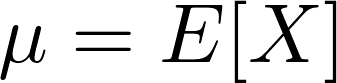 μ = E[X]